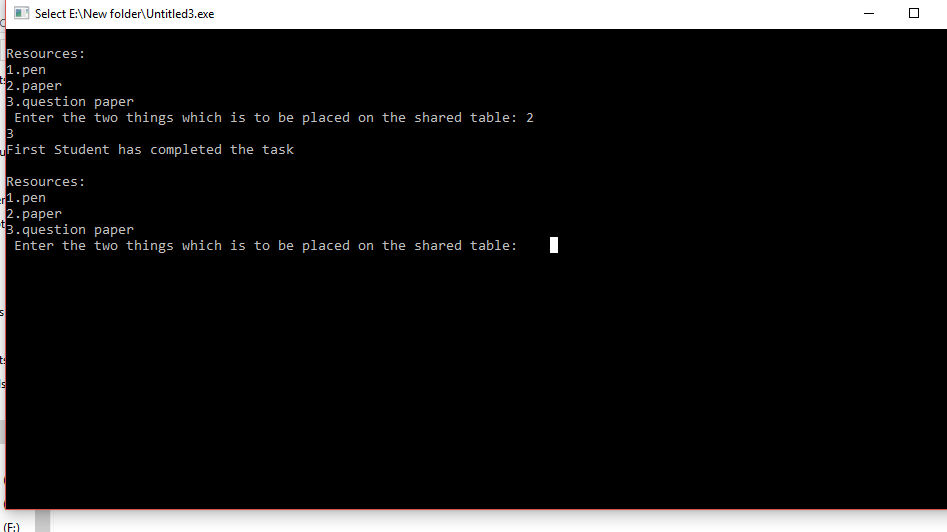 Select E:\New folder\Untitled3.exe
Resources:
1.pen
2.paper
3.question paper
Enter the two things which is to be placed on the shared table: 2
3
First Student has completed the task
Resources:
1.pen
2.paper
3.question paper
Enter the two things which is to be placed on the shared table:
(F:)